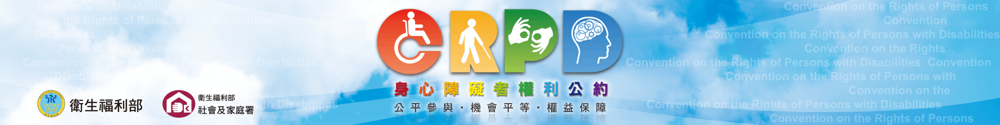 Persons with Disabilities
on the Rights of Persons with Disabilities
Disabilities
Persons with Disabilities
Convention on the Rights of Persons with Disabilities
Disabilities
衛生福利部
衛生福利部
社會及家庭署
with Disabilities
CRPD
身心障礙者權利公約
公平參與·機會平等·權益保障
Convention on the Rights of Persons
Convention
Convention on the Rights of Persons with Disabilities
Convention on the Rights
Convention on the Rights of Persons with Disabilities Convention
Convention on the Rights of Persons with
Convention on the
Convention on the Rights of Persons with Disabilities
Convention on the Rights of Persons